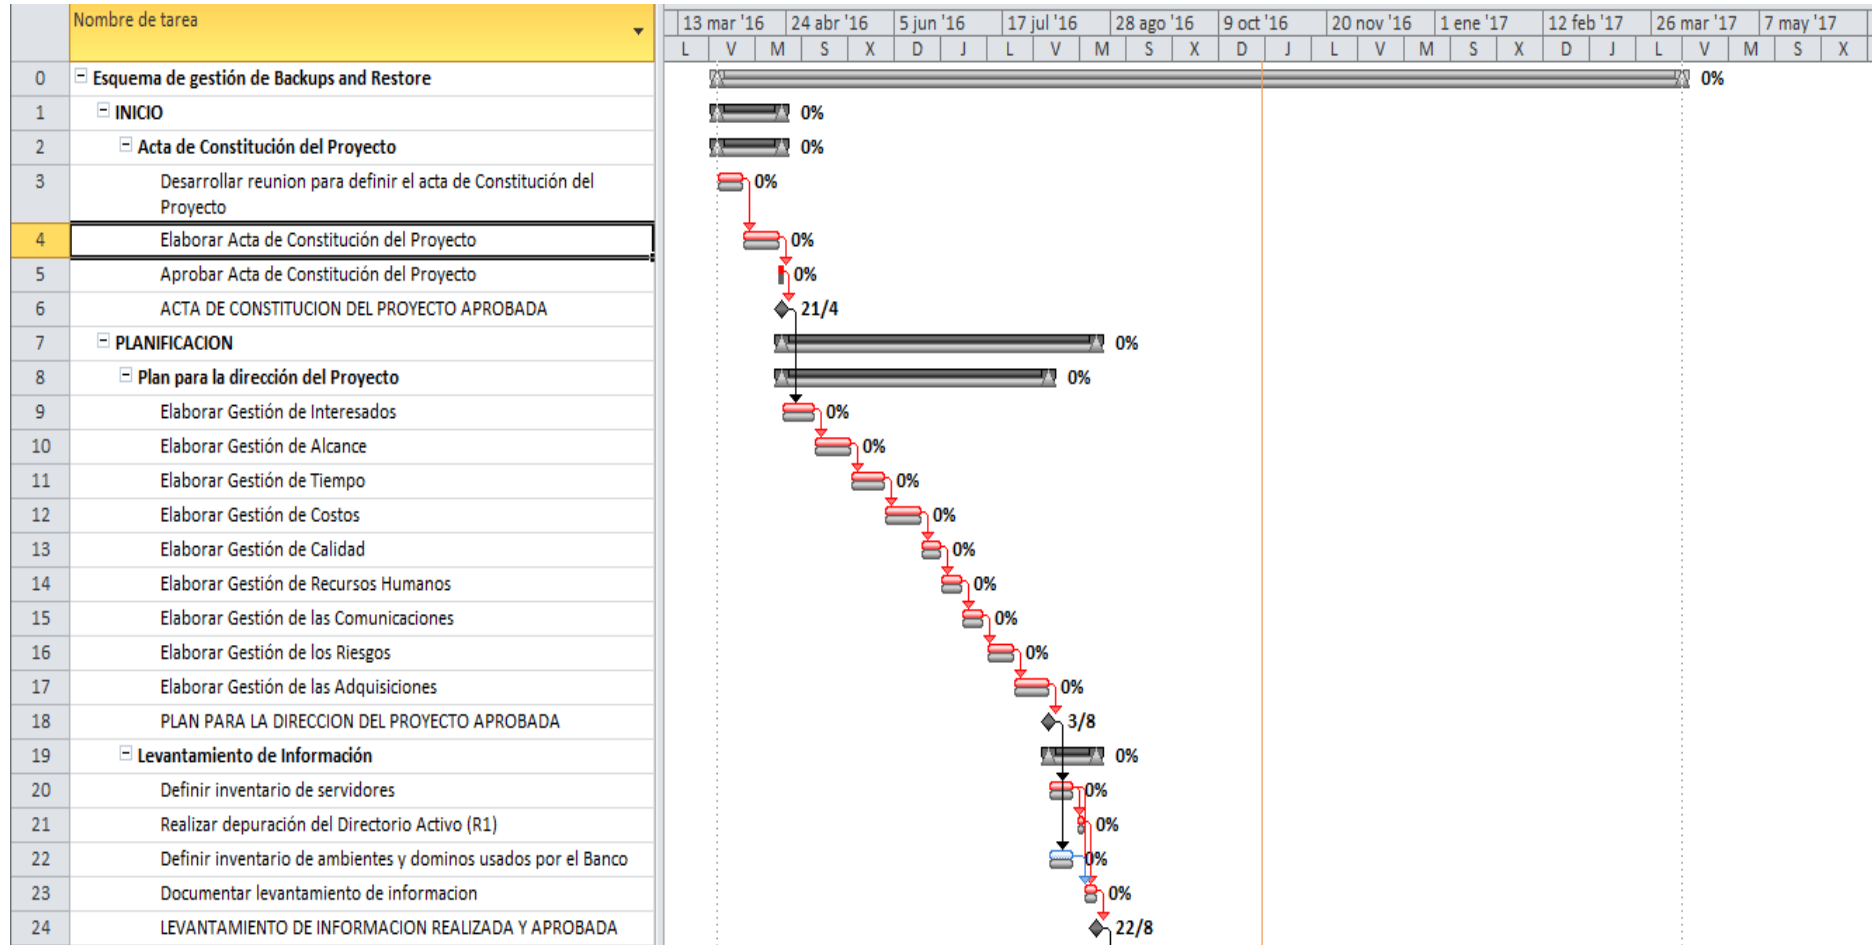 Nombre de tarea
13 mar '16 24 abr '16 5 jun '16 17 jul '16 28 ago '16 9 oct '16 20 nov '16 1 ene '17 12 feb '17 26 mar '17 7 may '17
L V M S X D J L V M S X D J L V M S X D J L V M S X
0 Esquema de gestión de Backups and Restore 0%
1 INICIO 0%
2 Acta de Constitución del Proyecto 0%
3 Desarrollar reunion para definir el acta de Constitución del 0%
Proyecto
4 Elaborar Acta de Constitución del Proyecto 0%
5 Aprobar Acta de Constitución del Proyecto 0%
6 ACTA DE CONSTITUCION DEL PROYECTO APROBADA 21/4
7 PLANIFICACION 0%
8 Plan para la dirección del Proyecto 0%
9 Elaborar Gestión de Interesados 0%
10 Elaborar Gestión de Alcance 0%
11 Elaborar Gestión de Tiempo 0%
12 Elaborar Gestión de Costos 0%
13 Elaborar Gestión de Calidad 0%
14 Elaborar Gestión de Recursos Humanos 0%
15 Elaborar Gestión de las Comunicaciones 0%
16 Elaborar Gestión de los Riesgos 0%
17 Elaborar Gestión de las Adquisiciones 0%
18 PLAN PARA LA DIRECCION DEL PROYECTO APROBADA 3/8
19 Levantamiento de Información 0%
20 Definir inventario de servidores 0%
21 Realizar depuración del Directorio Activo (R1) 0%
22 Definir inventario de ambientes y dominos usados por el Banco 0%
23 Documentar levantamiento de informacion 0%
24 LEVANTAMIENTO DE INFORMACION REALIZADA Y APROBADA 22/8